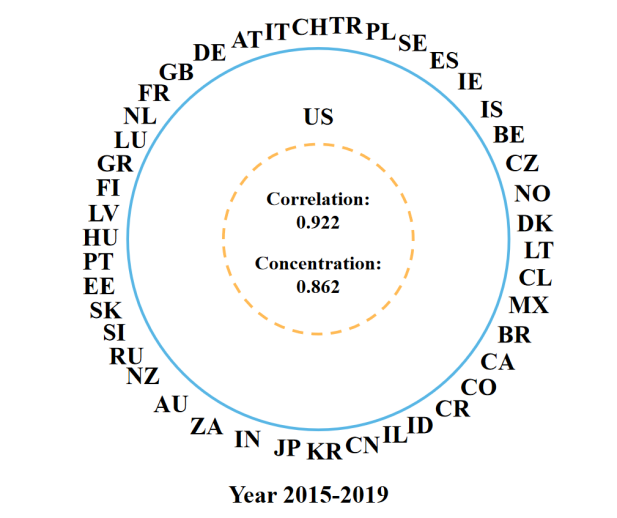 AT IT CH TR PL
DE SE
GB ES
FR IE
NL IS
LU US BE
GR CZ
FI NO
LV Correlation: DK
HU 0.922 LT
PT Concentration: CL
EE 0.862 MX
SK BR
SI CA
RU CO
NZ CR
AU ID
ZA IL
IN JP KR CN
Year 2015-2019